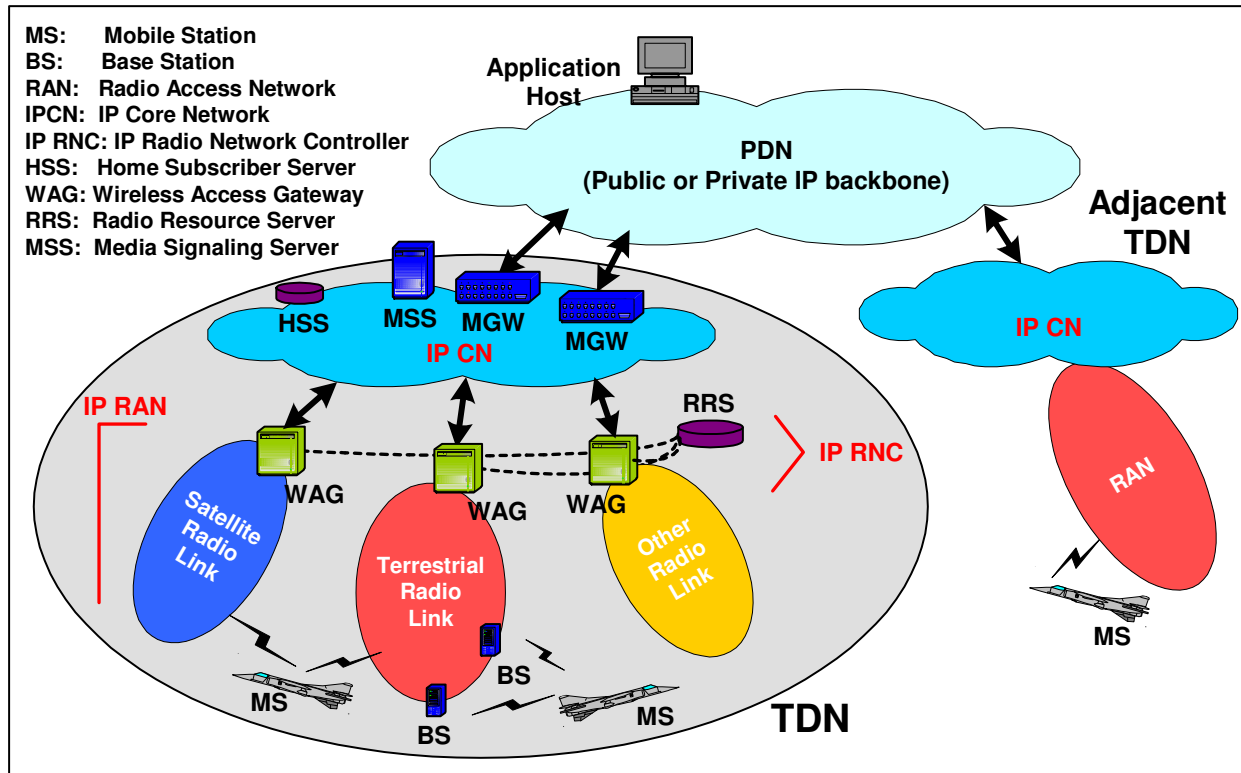 MS: Mobile Station
BS: Base Station
RAN: Radio Access Network
IPCN: IP Core Network
IP RNC: IP Radio Network Controller
HSS: Home Subscriber Server
WAG: Wireless Access Gateway
RRS: Radio Resource Server
MSS: Media Signaling Server
Application
Host
PDN
(Public or Private IP backbone)
Adjacent
TDN
HSS
MSS
MGW
MGW
IP CN
IP CN
IP RAN
RRS
IP RNC
WAG
WAG
WAG
Satellite
Radio
Link
Terrestrial
Radio
Link
Other
Radio
Link
RAN
MS
BS
BS
MS
MS
TDN